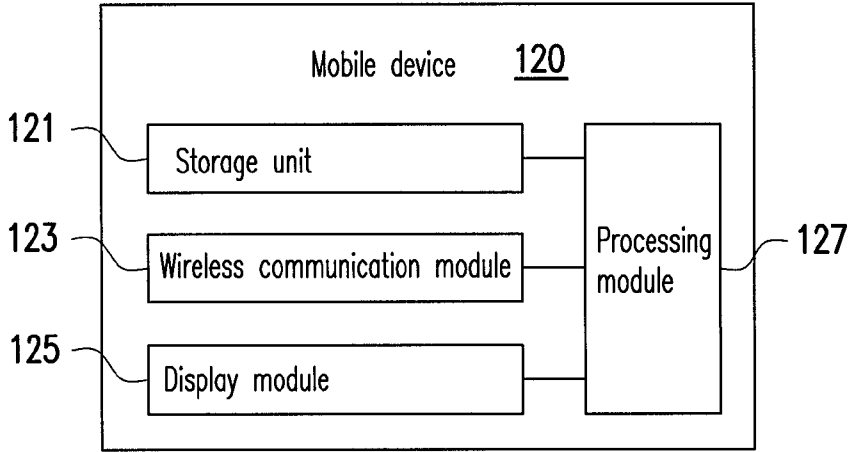 Mobile device 120
121
Storage unit
123
Wireless communication module
125
Display module
Processing
module
127